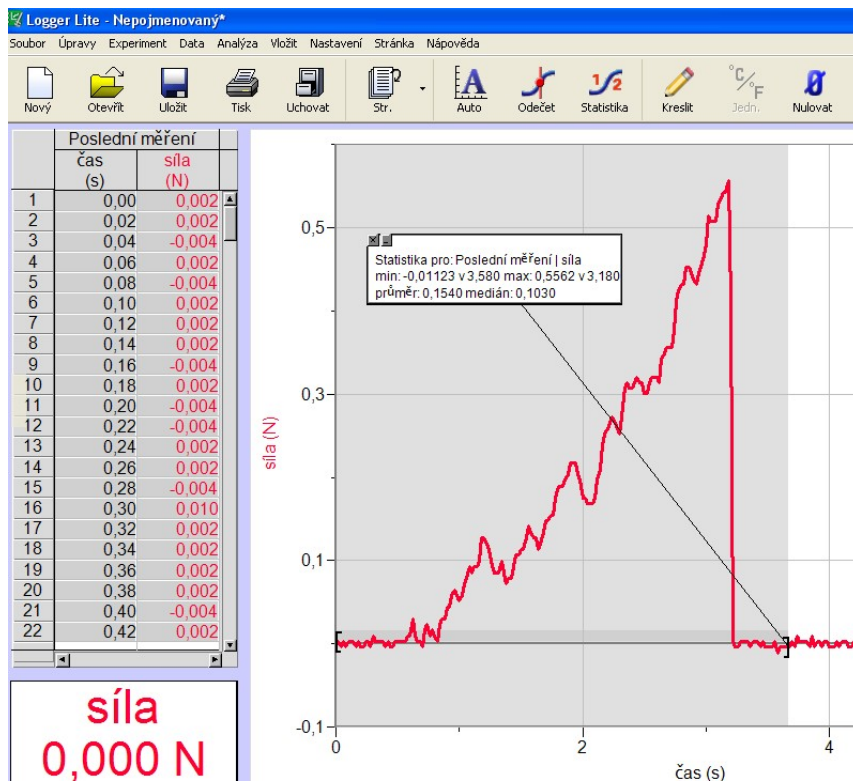 Logger Lite - Nepojmenovaný*
Soubor Úpravy Experiment Data Analýza Vložit Nastavení Stránka Nápověda
Nový Otevřít Uložit Tisk Uchovat Str. Auto Odečet Statistika Kreslit Jedn. Nulovat
Poslední měření
čas síla
(s) (N)
1 0,00 0,002
2 0,02 0,002
3 0,04 -0,004
4 0,06 0,002
5 0,08 -0,004
6 0,10 0,002
7 0,12 0,002
8 0,14 0,002
9 0,16 -0,004
10 0,18 0,002
11 0,20 -0,004
12 0,22 -0,004
13 0,24 0,002
14 0,26 0,002
15 0,28 -0,004
16 0,30 0,010
17 0,32 0,002
18 0,34 0,002
19 0,36 0,002
20 0,38 0,002
21 0,40 -0,004
22 0,42 0,002
síla
0,000 N
Statistika pro: Poslední měření | síla
min: -0,01123 v 3,580 max: 0,5562 v 3,180
průměr: 0,1540 medián: 0,1030
síla (N)
0,5
0,3
0,1
-0,1
0 2 4
čas (s)